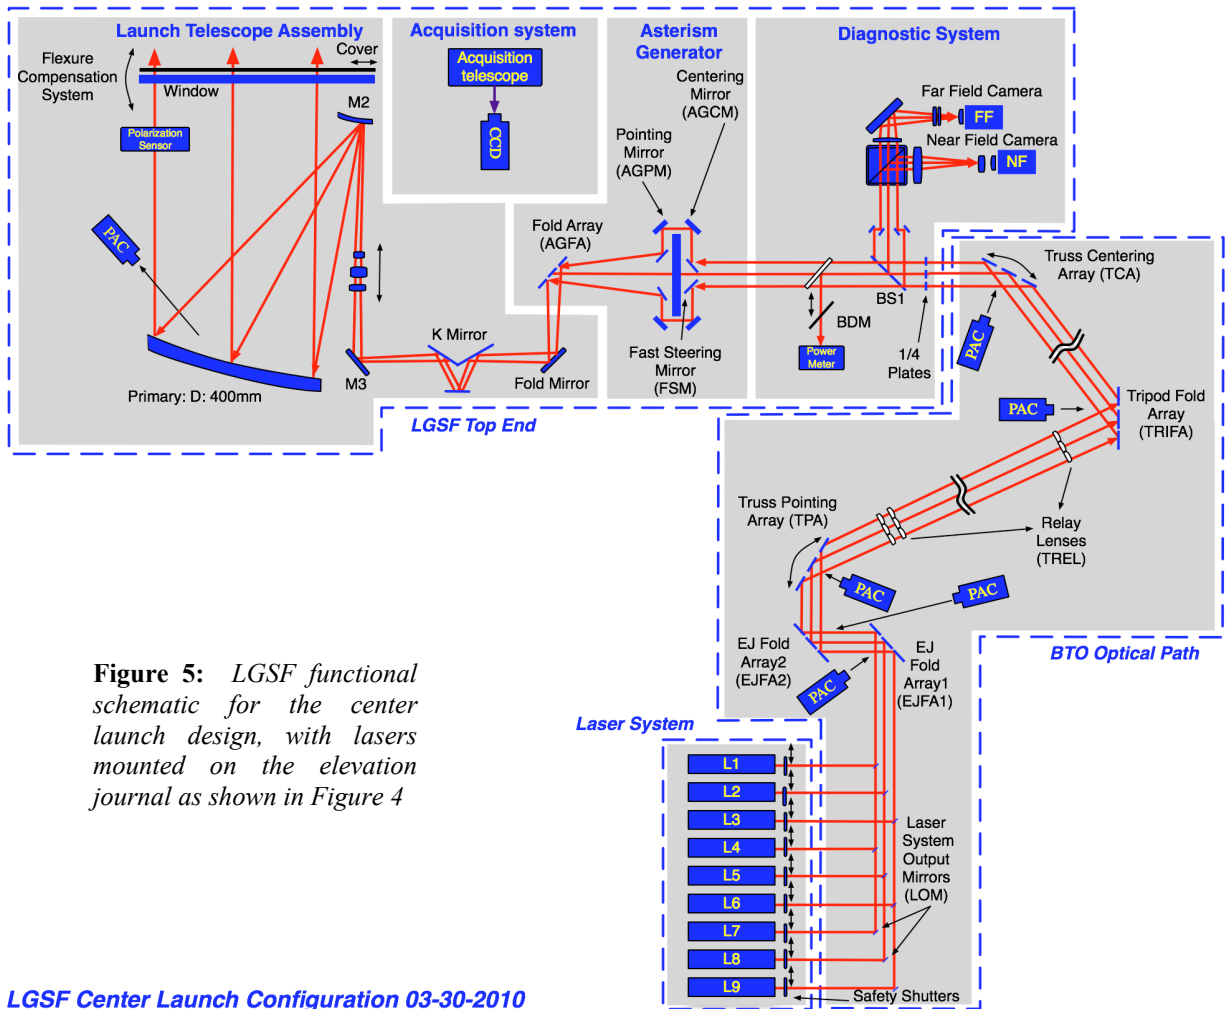 Launch Telescope Assembly
Flexure
Compensation
System
Cover
Window
M2
Polarization
Sensor
PAC
M3
Primary: D: 400mm
K Mirror
Fold Mirror
LGSF Top End
Acquisition system
Acquisition
telescope
CCD
Fold Array
(AGFA)
Asterism
Generator
Centering
Mirror
(AGCM)
Pointing
Mirror
(AGPM)
Fast Steering
Mirror
(FSM)
Diagnostic System
Far Field Camera
FF
Near Field Camera
NF
BS1
BDM
Power
Meter
1/4
Plates
Truss Centering
Array (TCA)
PAC
PAC
Tripod Fold
Array
(TRIFA)
Truss Pointing
Array (TPA)
Relay
Lenses
(TREL)
PAC
PAC
EJ Fold
Array2
(EJFA2)
EJ
Fold
Array1
(EJFA1)
PAC
BTO Optical Path
Figure 5: LGSF functional
schematic for the center
launch design, with lasers
mounted on the elevation
journal as shown in Figure 4
Laser System
L1
L2
L3
L4
L5
L6
L7
L8
L9
Laser
System
Output
Mirrors
(LOM)
Safety Shutters
LGSF Center Launch Configuration 03-30-2010